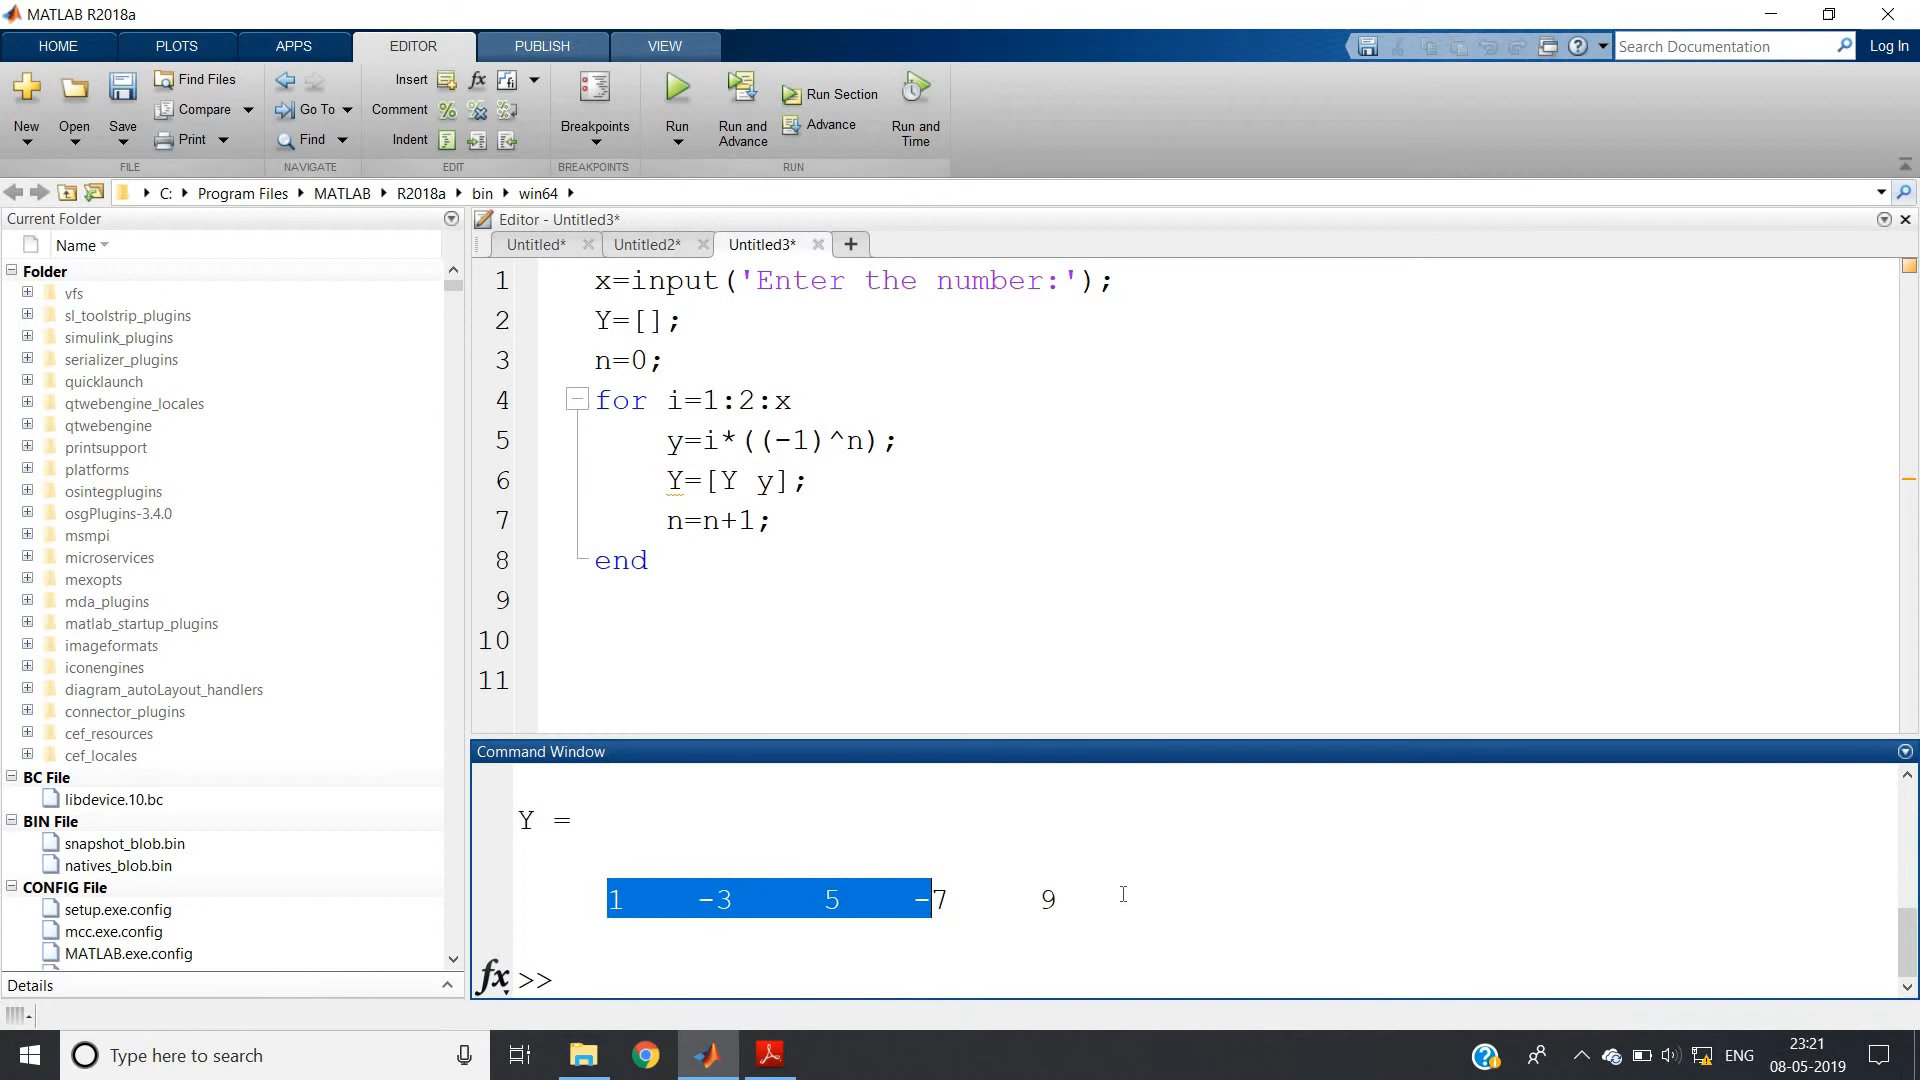 MATLAB R2018a
HOME PLOTS APPS EDITOR PUBLISH VIEW Search Documentation Log In
New Open Save Find Files Compare Print Go To Find Insert fx Comment Indent Breakpoints Run Run and Advance Run Section Advance Run and Time
FILE NAVIGATE EDIT BREAKPOINTS RUN
C: Program Files MATLAB R2018a bin win64
Current Folder
Name
Folder
vfs
sl_toolstrip_plugins
simulink_plugins
serializer_plugins
quicklaunch
qtwebengine_locales
qtwebengine
printsupport
platforms
osintegplugins
osgPlugins-3.4.0
msmpi
microservices
mexopts
mda_plugins
matlab_startup_plugins
imageformats
iconengines
diagram_autoLayout_handlers
connector_plugins
cef_resources
cef_locales
BC File
libdevice.10.bc
BIN File
snapshot_blob.bin
natives_blob.bin
CONFIG File
setup.exe.config
mcc.exe.config
MATLAB.exe.config
Details
Editor - Untitled3*
Untitled* Untitled2* Untitled3*
1 x=input('Enter the number:');
2 Y=[];
3 n=0;
4 for i=1:2:x
5 y=i*((-1)^n);
6 Y=[Y y];
7 n=n+1;
8 end
9
10
11
Command Window
Y =
1 -3 5 -7 9
fx >>
Type here to search
ENG
23:21
08-05-2019